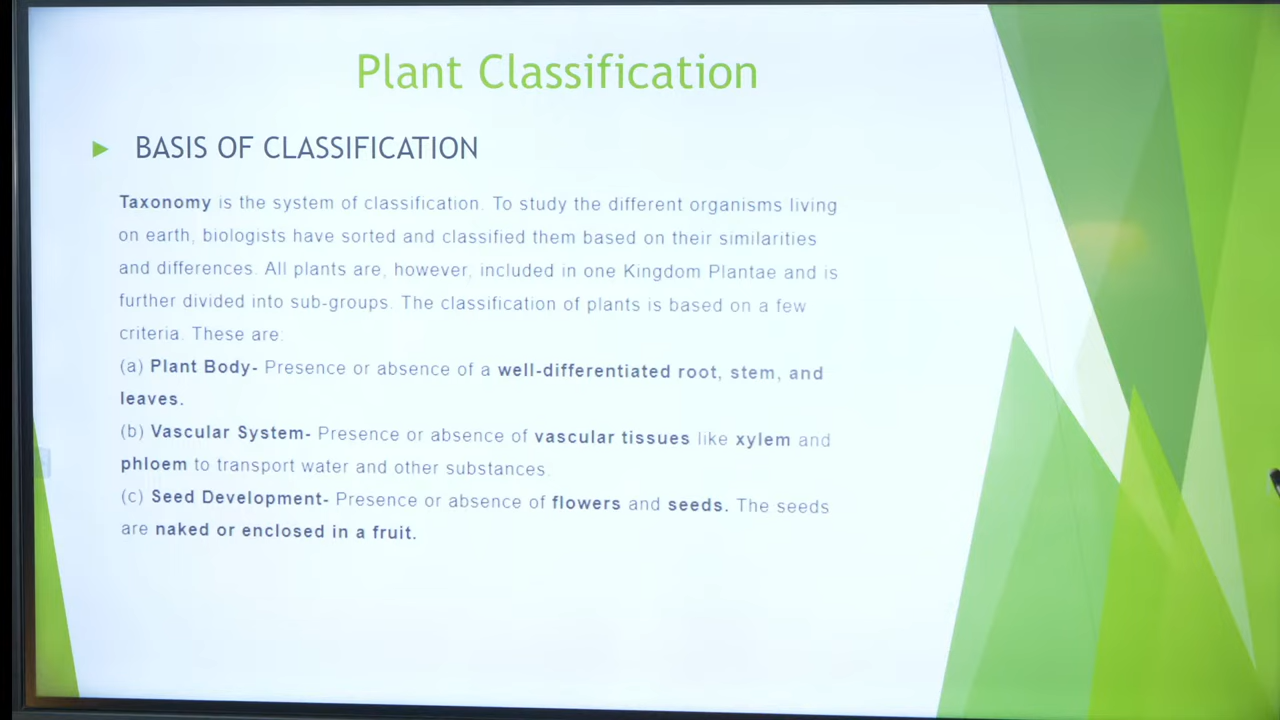 Plant Classification
BASIS OF CLASSIFICATION
Taxonomy is the system of classification. To study the different organisms living
on earth, biologists have sorted and classified them based on their similarities
and differences. All plants are, however, included in one Kingdom Plantae and is
further divided into sub-groups. The classification of plants is based on a few
criteria. These are:
(a) Plant Body- Presence or absence of a well-differentiated root, stem, and
leaves.
(b) Vascular System- Presence or absence of vascular tissues like xylem and
phloem to transport water and other substances.
(c) Seed Development- Presence or absence of flowers and seeds. The seeds
are naked or enclosed in a fruit.